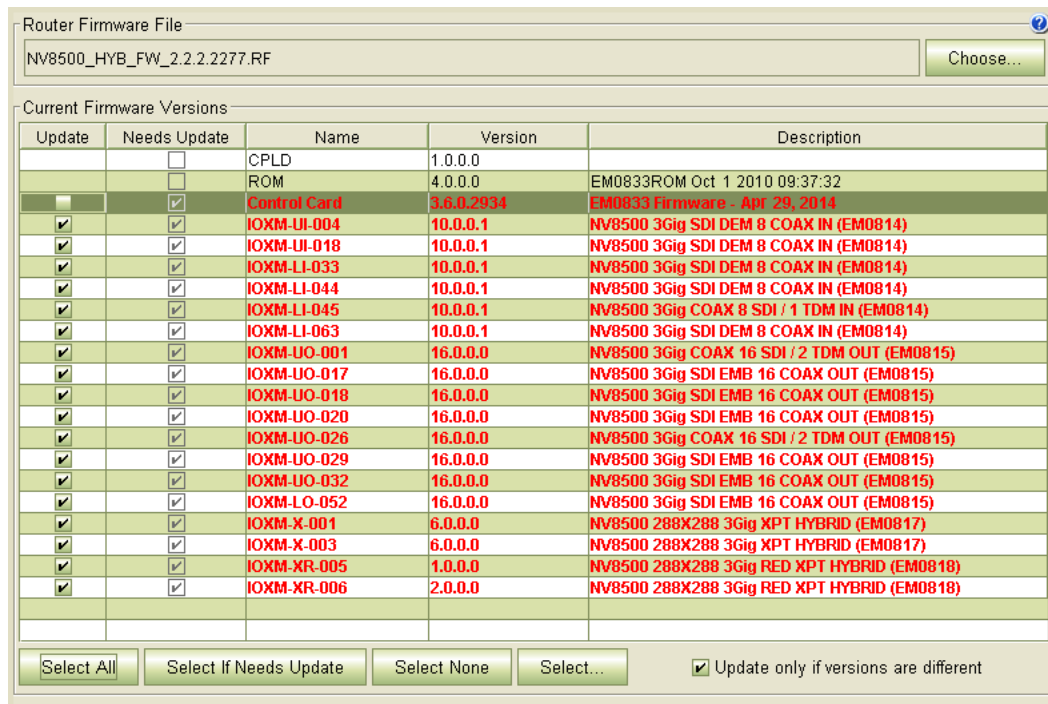 Router Firmware File
?
NV8500_HYB_FW_2.2.2.2277.RF
Choose...
Current Firmware Versions
Update Needs Update Name Version Description
CPLD 1.0.0.0
ROM 4.0.0.0 EM0833ROM Oct 1 2010 09:37:32
Control Card 3.6.0.2934 EM0833 Firmware - Apr 29, 2014
IOXM-UI-004 10.0.0.1 NV8500 3Gig SDI DEM 8 COAX IN (EM0814)
IOXM-UI-018 10.0.0.1 NV8500 3Gig SDI DEM 8 COAX IN (EM0814)
IOXM-LI-033 10.0.0.1 NV8500 3Gig SDI DEM 8 COAX IN (EM0814)
IOXM-LI-044 10.0.0.1 NV8500 3Gig SDI DEM 8 COAX IN (EM0814)
IOXM-LI-045 10.0.0.1 NV8500 3Gig COAX 8 SDI / 1 TDM IN (EM0814)
IOXM-LI-063 10.0.0.1 NV8500 3Gig SDI DEM 8 COAX IN (EM0814)
IOXM-UO-001 16.0.0.0 NV8500 3Gig COAX 16 SDI / 2 TDM OUT (EM0815)
IOXM-UO-017 16.0.0.0 NV8500 3Gig SDI EMB 16 COAX OUT (EM0815)
IOXM-UO-018 16.0.0.0 NV8500 3Gig SDI EMB 16 COAX OUT (EM0815)
IOXM-UO-020 16.0.0.0 NV8500 3Gig SDI EMB 16 COAX OUT (EM0815)
IOXM-UO-026 16.0.0.0 NV8500 3Gig COAX 16 SDI / 2 TDM OUT (EM0815)
IOXM-UO-029 16.0.0.0 NV8500 3Gig SDI EMB 16 COAX OUT (EM0815)
IOXM-UO-032 16.0.0.0 NV8500 3Gig SDI EMB 16 COAX OUT (EM0815)
IOXM-LO-052 16.0.0.0 NV8500 3Gig SDI EMB 16 COAX OUT (EM0815)
IOXM-X-001 6.0.0.0 NV8500 288X288 3Gig XPT HYBRID (EM0817)
IOXM-X-003 6.0.0.0 NV8500 288X288 3Gig XPT HYBRID (EM0817)
IOXM-XR-005 1.0.0.0 NV8500 288X288 3Gig RED XPT HYBRID (EM0818)
IOXM-XR-006 2.0.0.0 NV8500 288X288 3Gig RED XPT HYBRID (EM0818)
Select All Select If Needs Update Select None Select... Update only if versions are different